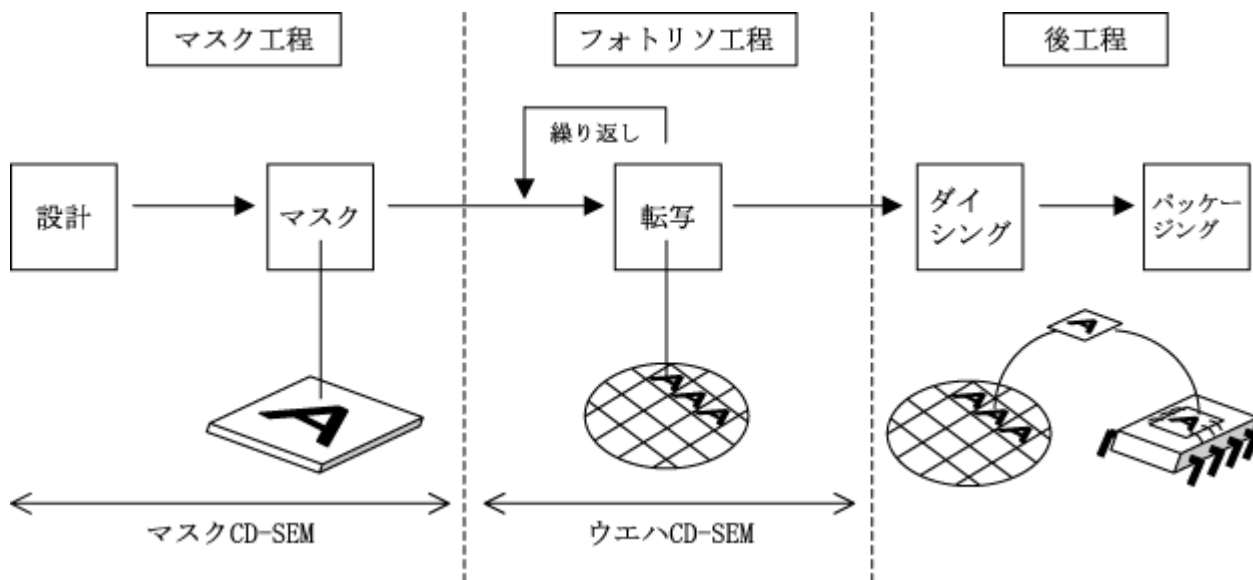 マスク工程
フォトリソ工程
後工程
繰り返し
設計
マスク
転写
ダイ
シング
パッケー
ジング
A
A A A
A
A A A
A
マスクCD-SEM
ウエハCD-SEM